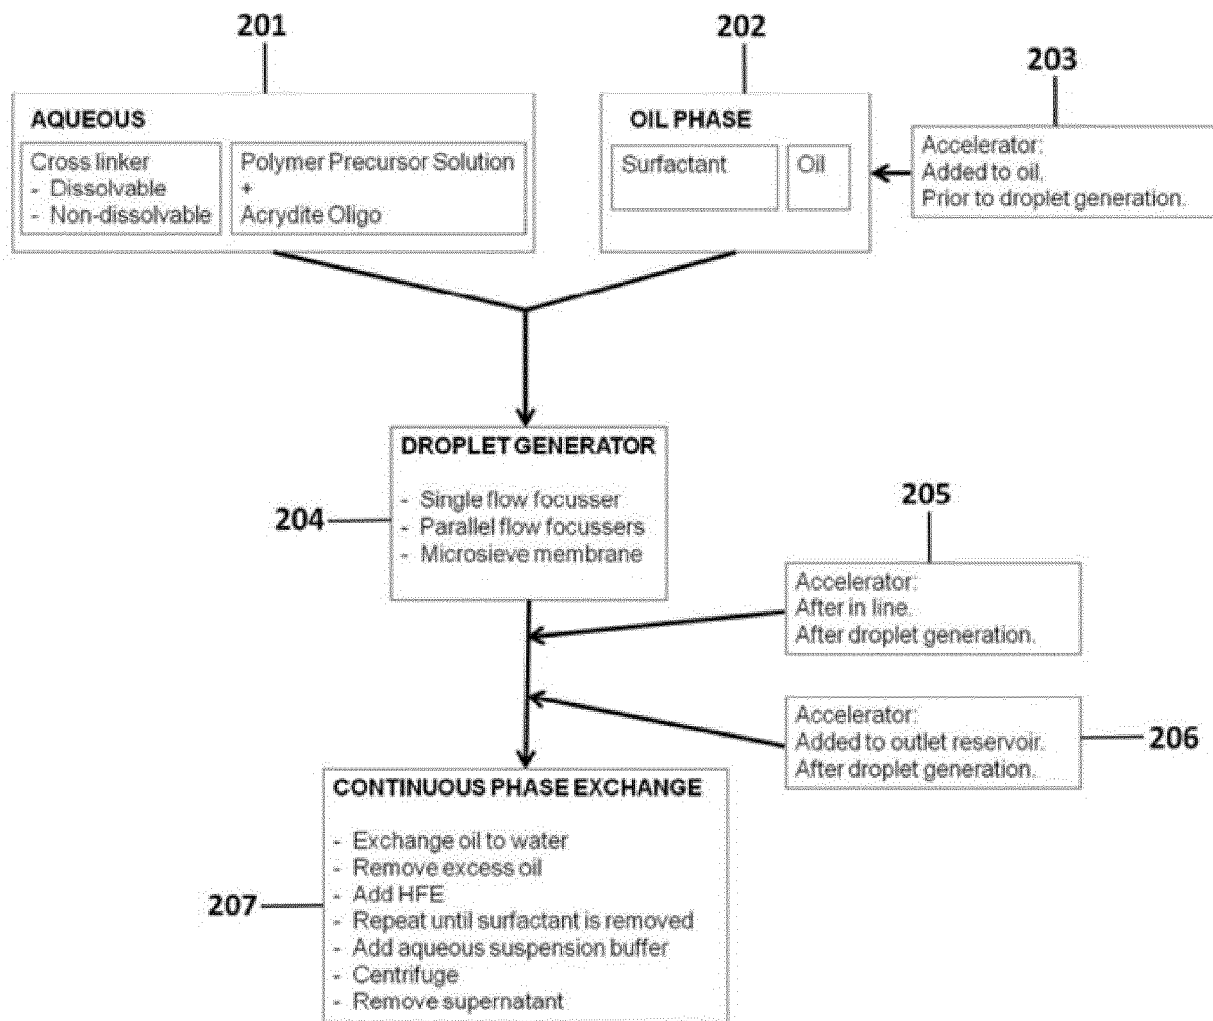 201
202
203
AQUEOUS
Cross linker
- Dissolvable
- Non-dissolvable
Polymer Precursor Solution
+
Acrydite Oligo
OIL PHASE
Surfactant
Oil
Accelerator:
Added to oil.
Prior to droplet generation.
DROPLET GENERATOR
- Single flow focusser
- Parallel flow focussers
- Microsieve membrane
204
205
Accelerator:
After in line.
After droplet generation.
Accelerator:
Added to outlet reservoir.
After droplet generation.
206
CONTINUOUS PHASE EXCHANGE
- Exchange oil to water
- Remove excess oil
- Add HFE
- Repeat until surfactant is removed
- Add aqueous suspension buffer
- Centrifuge
- Remove supernatant
207